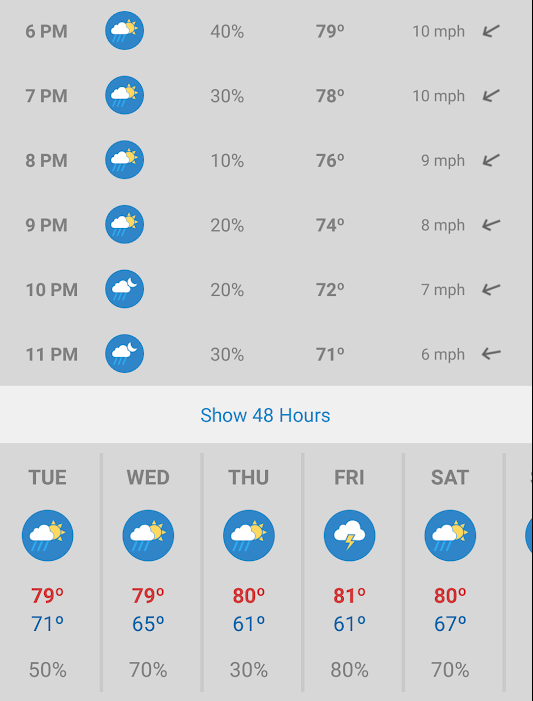 6 PM 40% 79º 10 mph
7 PM 30% 78º 10 mph
8 PM 10% 76º 9 mph
9 PM 20% 74º 8 mph
10 PM 20% 72º 7 mph
11 PM 30% 71º 6 mph
Show 48 Hours
TUE WED THU FRI SAT
79º 79º 80º 81º 80º
71º 65º 61º 61º 67º
50% 70% 30% 80% 70%